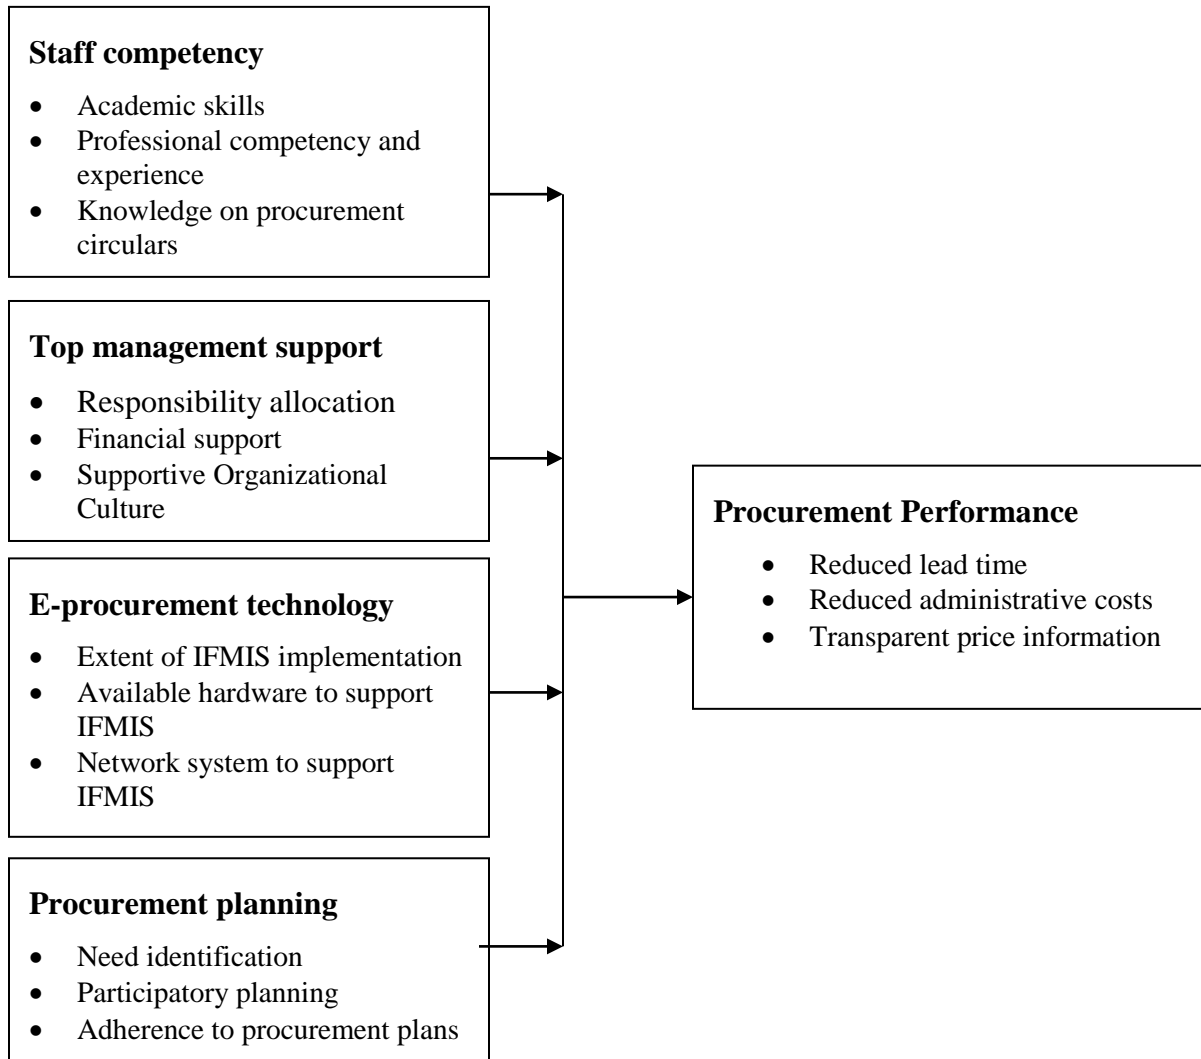 Staff competency
• Academic skills
• Professional competency and
experience
• Knowledge on procurement
circulars
Top management support
• Responsibility allocation
• Financial support
• Supportive Organizational
Culture
E-procurement technology
• Extent of IFMIS implementation
• Available hardware to support
IFMIS
• Network system to support
IFMIS
Procurement planning
• Need identification
• Participatory planning
• Adherence to procurement plans
Procurement Performance
• Reduced lead time
• Reduced administrative costs
• Transparent price information